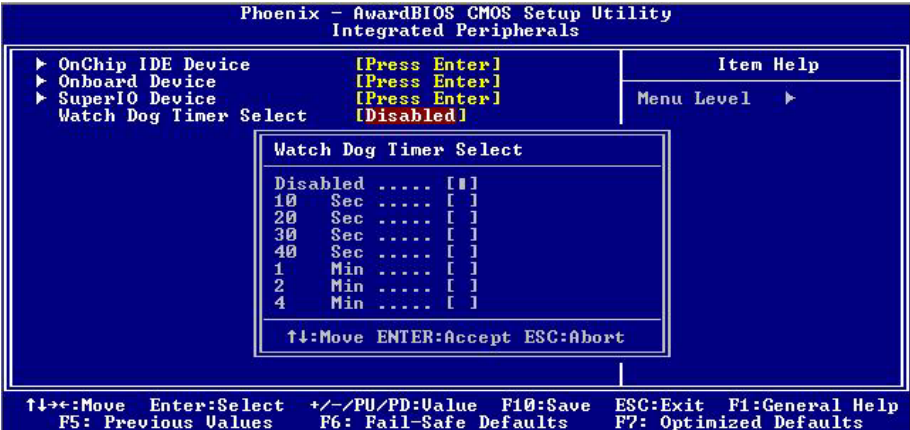 Phoenix - AwardBIOS CMOS Setup Utility
Integrated Peripherals
▶ OnChip IDE Device [Press Enter]
▶ Onboard Device [Press Enter]
▶ SuperIO Device [Press Enter]
Watch Dog Timer Select [Disabled]
Item Help
Menu Level ▶
Watch Dog Timer Select
Disabled ..... [■]
10 Sec ..... [ ]
20 Sec ..... [ ]
30 Sec ..... [ ]
40 Sec ..... [ ]
1 Min ..... [ ]
2 Min ..... [ ]
4 Min ..... [ ]
↑↓:Move ENTER:Accept ESC:Abort
↑↓→←:Move Enter:Select +/-/PU/PD:Value F10:Save ESC:Exit F1:General Help
F5: Previous Values F6: Fail-Safe Defaults F7: Optimized Defaults